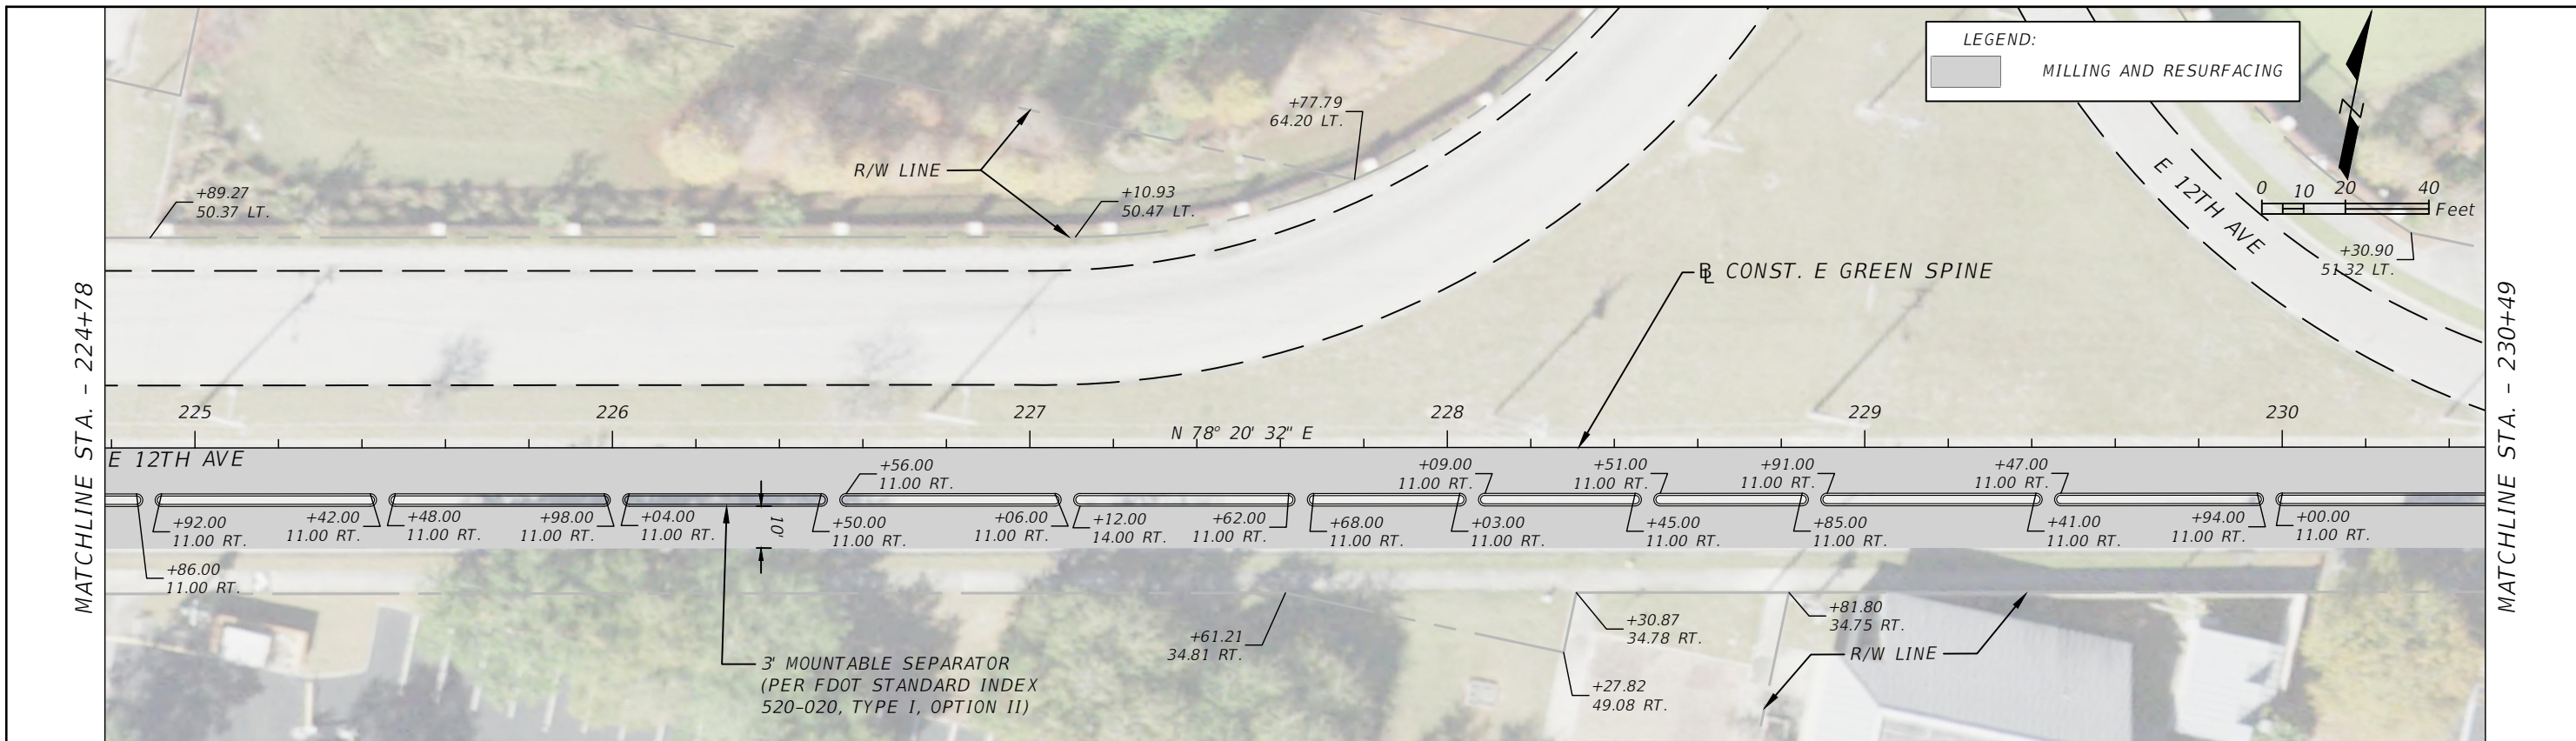 LEGEND:
MILLING AND RESURFACING
N
0 10 20 40
Feet
+77.79
64.20 LT.
R/W LINE
+89.27
50.37 LT.
+10.93
50.47 LT.
E 12TH AVE
+30.90
51.32 LT.
BL CONST. E GREEN SPINE
MATCHLINE STA. - 224+78
MATCHLINE STA. - 230+49
225 226 227 228 229 230
N 78° 20' 32" E
E 12TH AVE
+56.00
11.00 RT.
+09.00
11.00 RT.
+51.00
11.00 RT.
+91.00
11.00 RT.
+47.00
11.00 RT.
+92.00
11.00 RT.
+42.00
11.00 RT.
+48.00
11.00 RT.
+98.00
11.00 RT.
+04.00
11.00 RT.
10'
+50.00
11.00 RT.
+06.00
11.00 RT.
+12.00
14.00 RT.
+62.00
11.00 RT.
+68.00
11.00 RT.
+03.00
11.00 RT.
+45.00
11.00 RT.
+85.00
11.00 RT.
+41.00
11.00 RT.
+94.00
11.00 RT.
+00.00
11.00 RT.
+86.00
11.00 RT.
+61.21
34.81 RT.
+30.87
34.78 RT.
+81.80
34.75 RT.
R/W LINE
+27.82
49.08 RT.
3' MOUNTABLE SEPARATOR
(PER FDOT STANDARD INDEX
520-020, TYPE I, OPTION II)